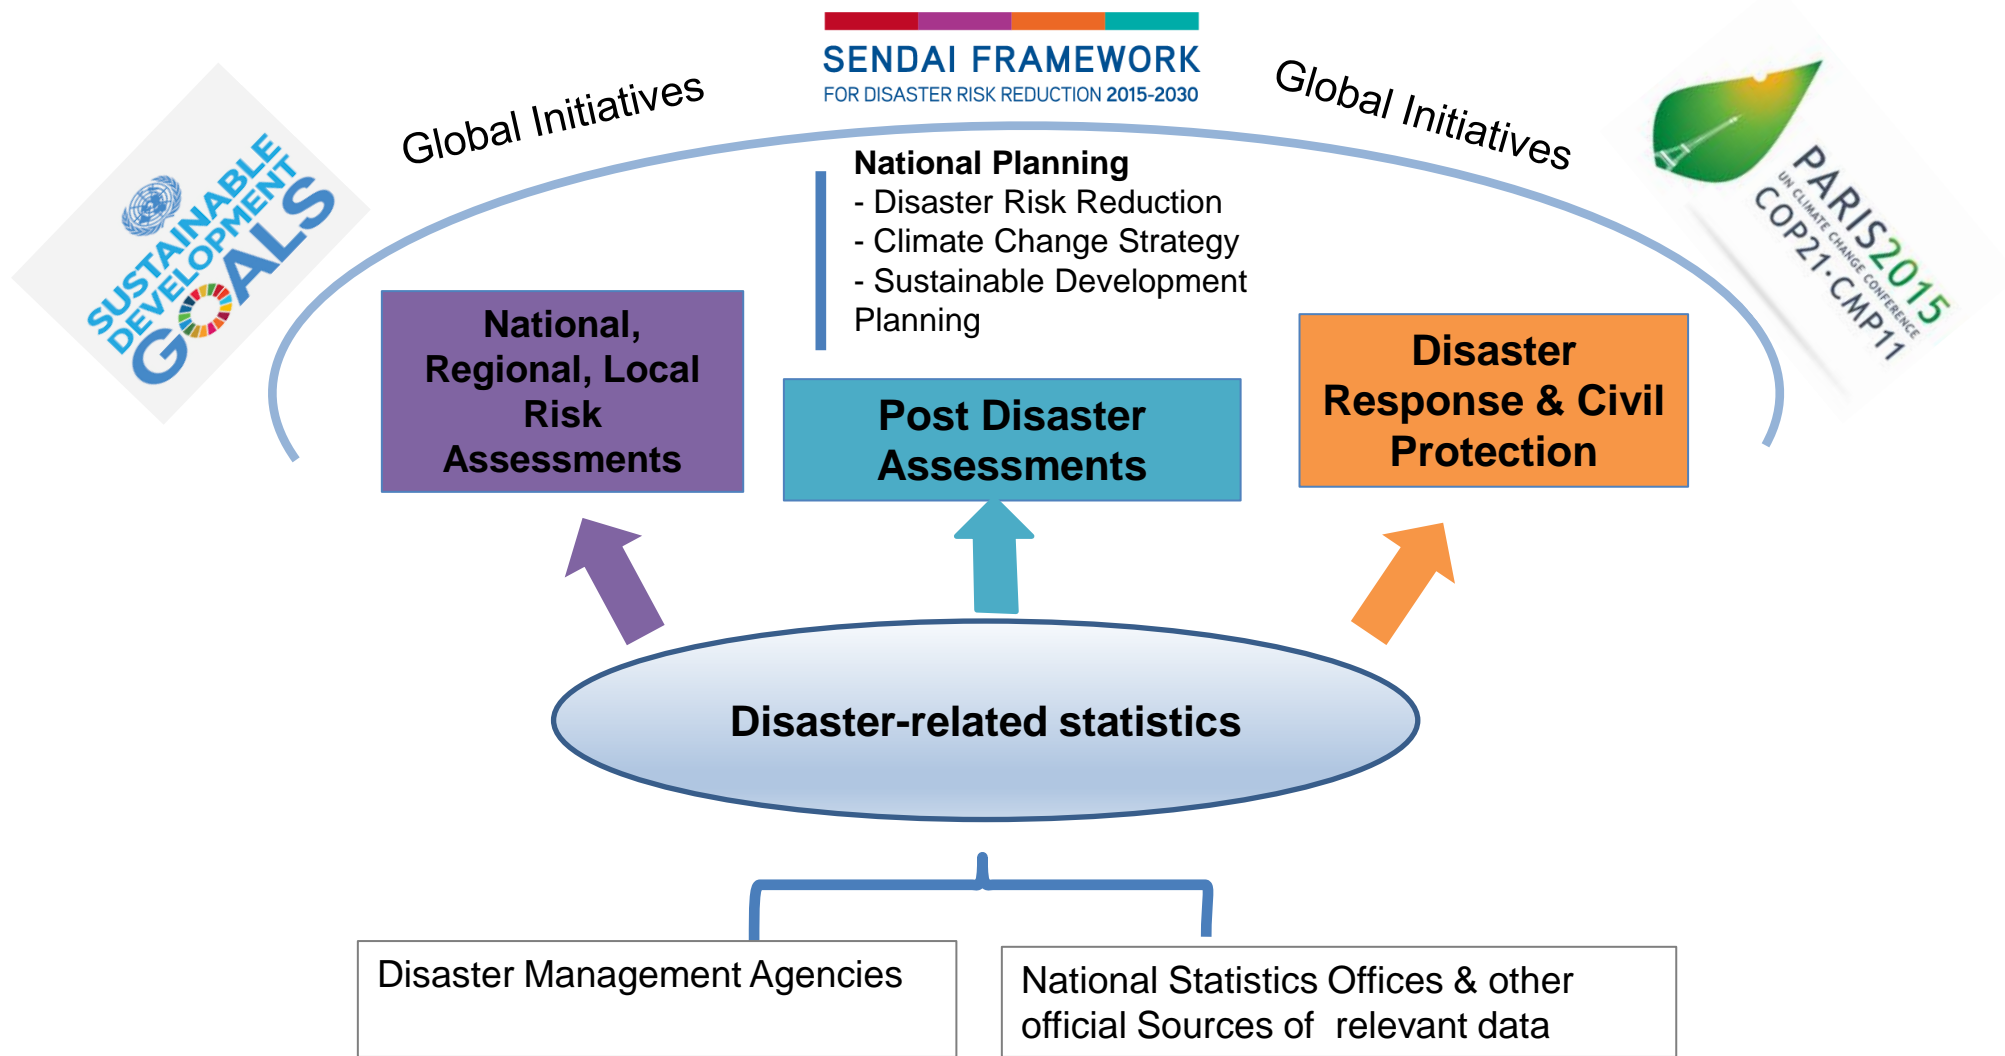 SENDAI FRAMEWORK
FOR DISASTER RISK REDUCTION 2015-2030
Global Initiatives
Global Initiatives
SUSTAINABLE
DEVELOPMENT
GOALS
PARIS2015
UN CLIMATE CHANGE CONFERENCE
COP21·CMP11
National Planning
- Disaster Risk Reduction
- Climate Change Strategy
- Sustainable Development
Planning
National,
Regional, Local
Risk
Assessments
Post Disaster
Assessments
Disaster
Response & Civil
Protection
Disaster-related statistics
Disaster Management Agencies
National Statistics Offices & other
official Sources of  relevant data